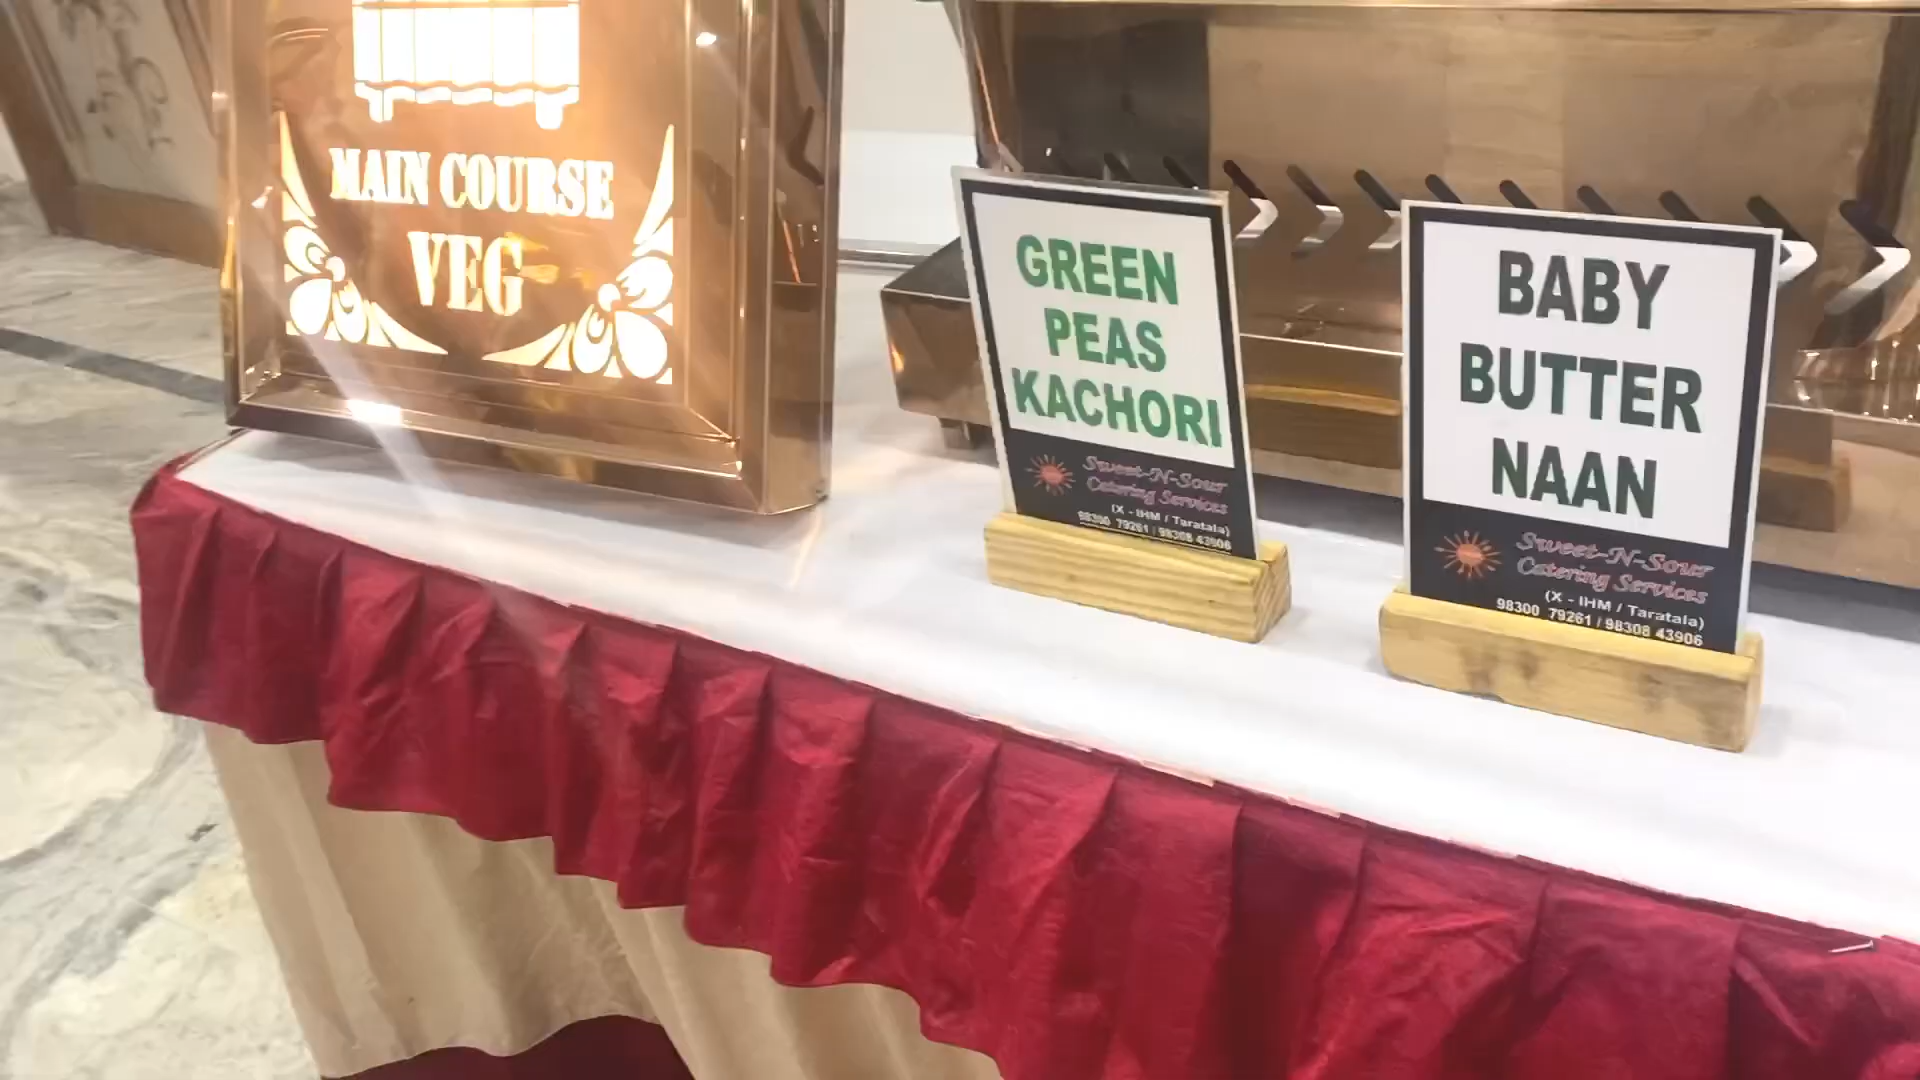 MAIN COURSE
VEG
GREEN
PEAS
KACHORI
Sweet-N-Sour
Catering Services
(X - IHM / Taratala)
98300 79261 / 98308 43906
BABY
BUTTER
NAAN
Sweet-N-Sour
Catering Services
(X - IHM / Taratala)
98300 79261 / 98308 43906